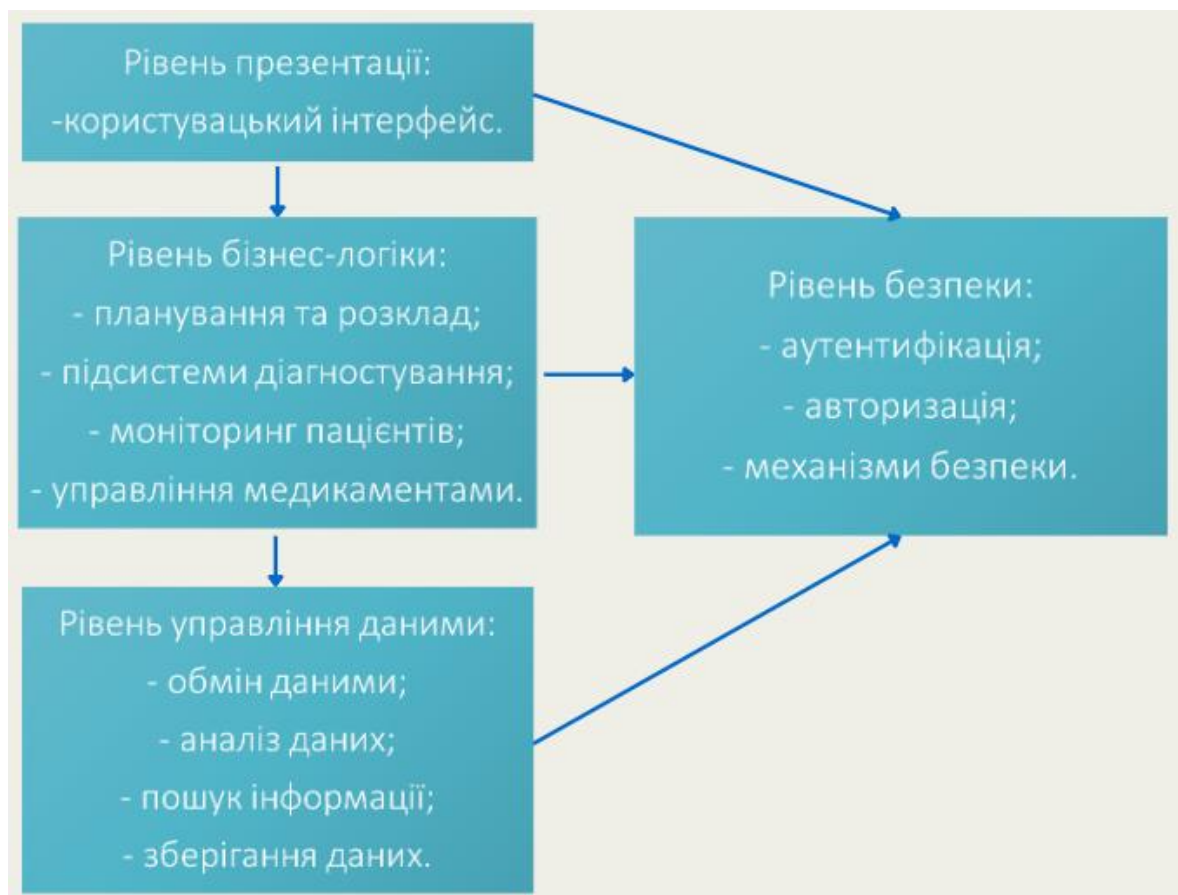 Рівень презентації:
-користувацький інтерфейс.
Рівень бізнес-логіки:
- планування та розклад;
- підсистеми діагностування;
- моніторинг пацієнтів;
- управління медикаментами.
Рівень безпеки:
- аутентифікація;
- авторизація;
- механізми безпеки.
Рівень управління даними:
- обмін даними;
- аналіз даних;
- пошук інформації;
- зберігання даних.